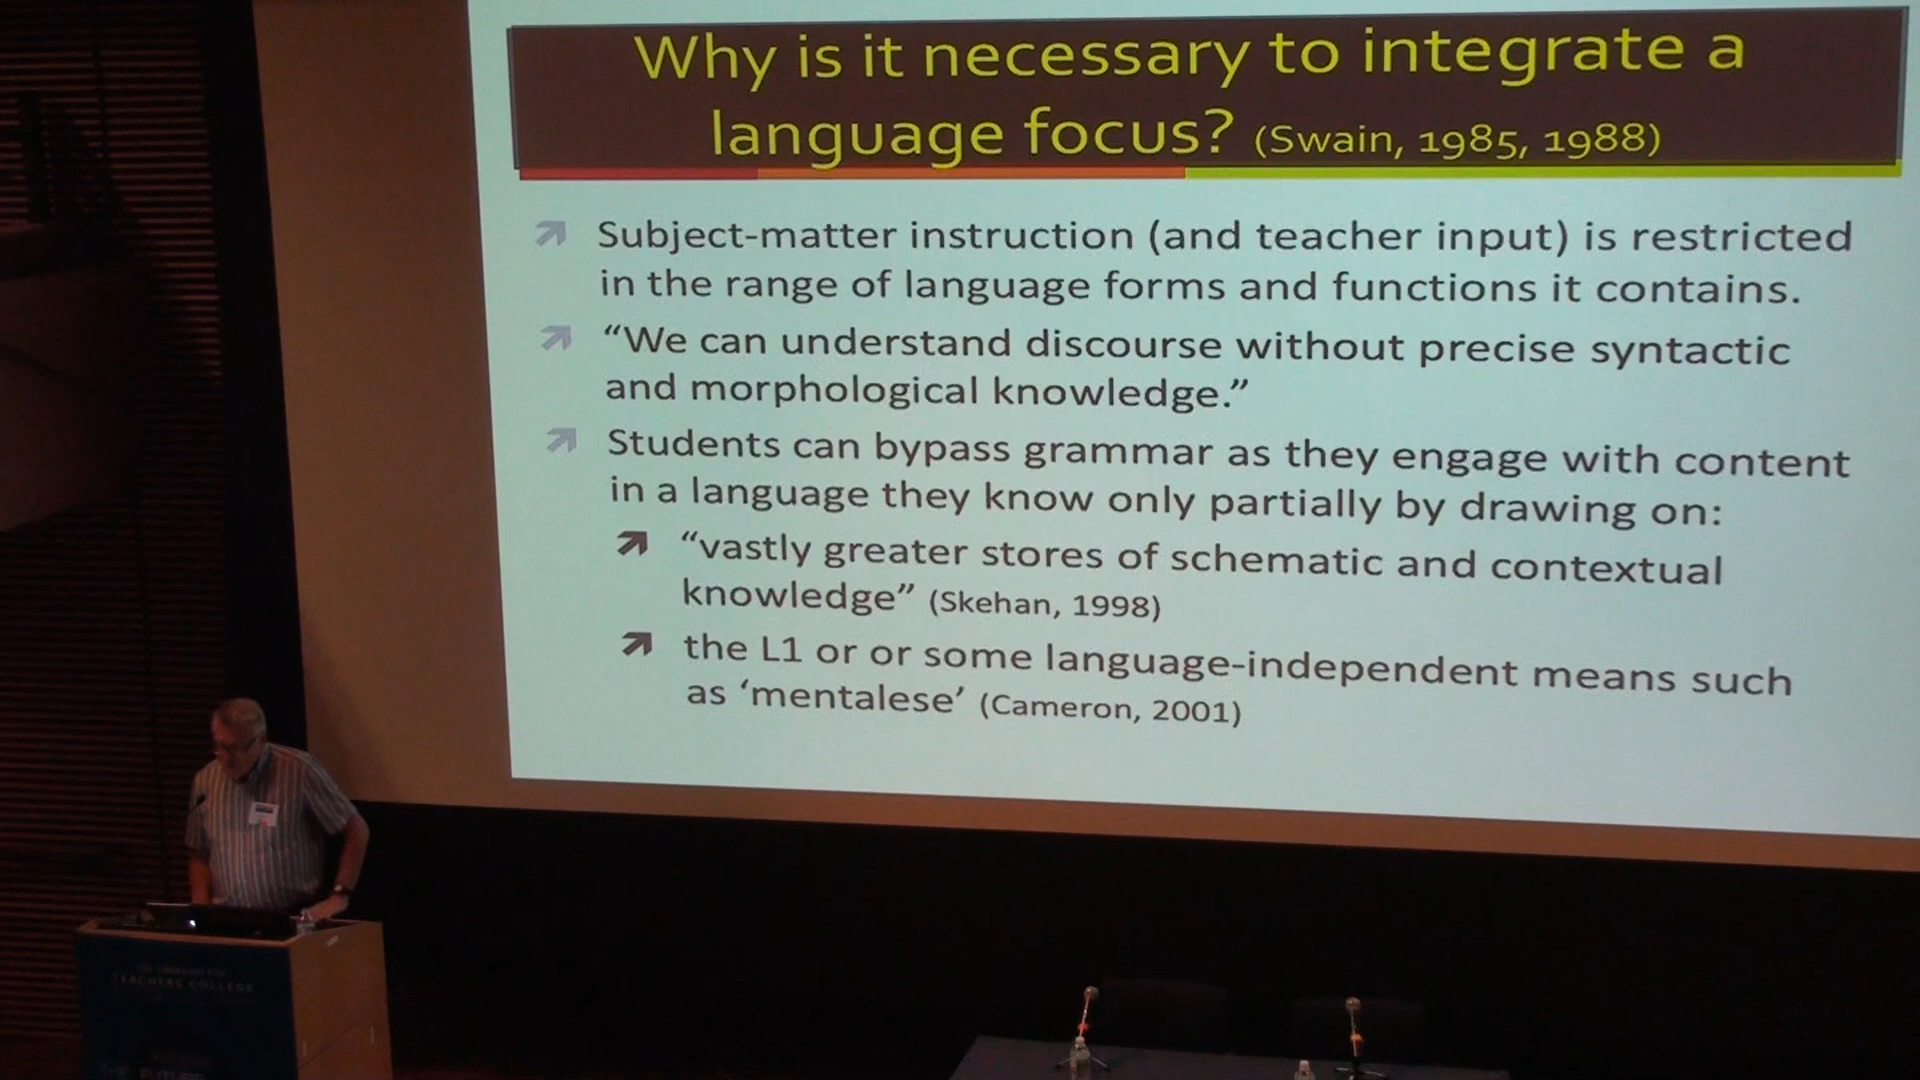 Why is it necessary to integrate a
language focus? (Swain, 1985, 1988)
Subject-matter instruction (and teacher input) is restricted
in the range of language forms and functions it contains.
“We can understand discourse without precise syntactic
and morphological knowledge.”
Students can bypass grammar as they engage with content
in a language they know only partially by drawing on:
“vastly greater stores of schematic and contextual
knowledge” (Skehan, 1998)
the L1 or or some language-independent means such
as ‘mentalese’ (Cameron, 2001)
TEACHERS COLLEGE
THE FUTURE